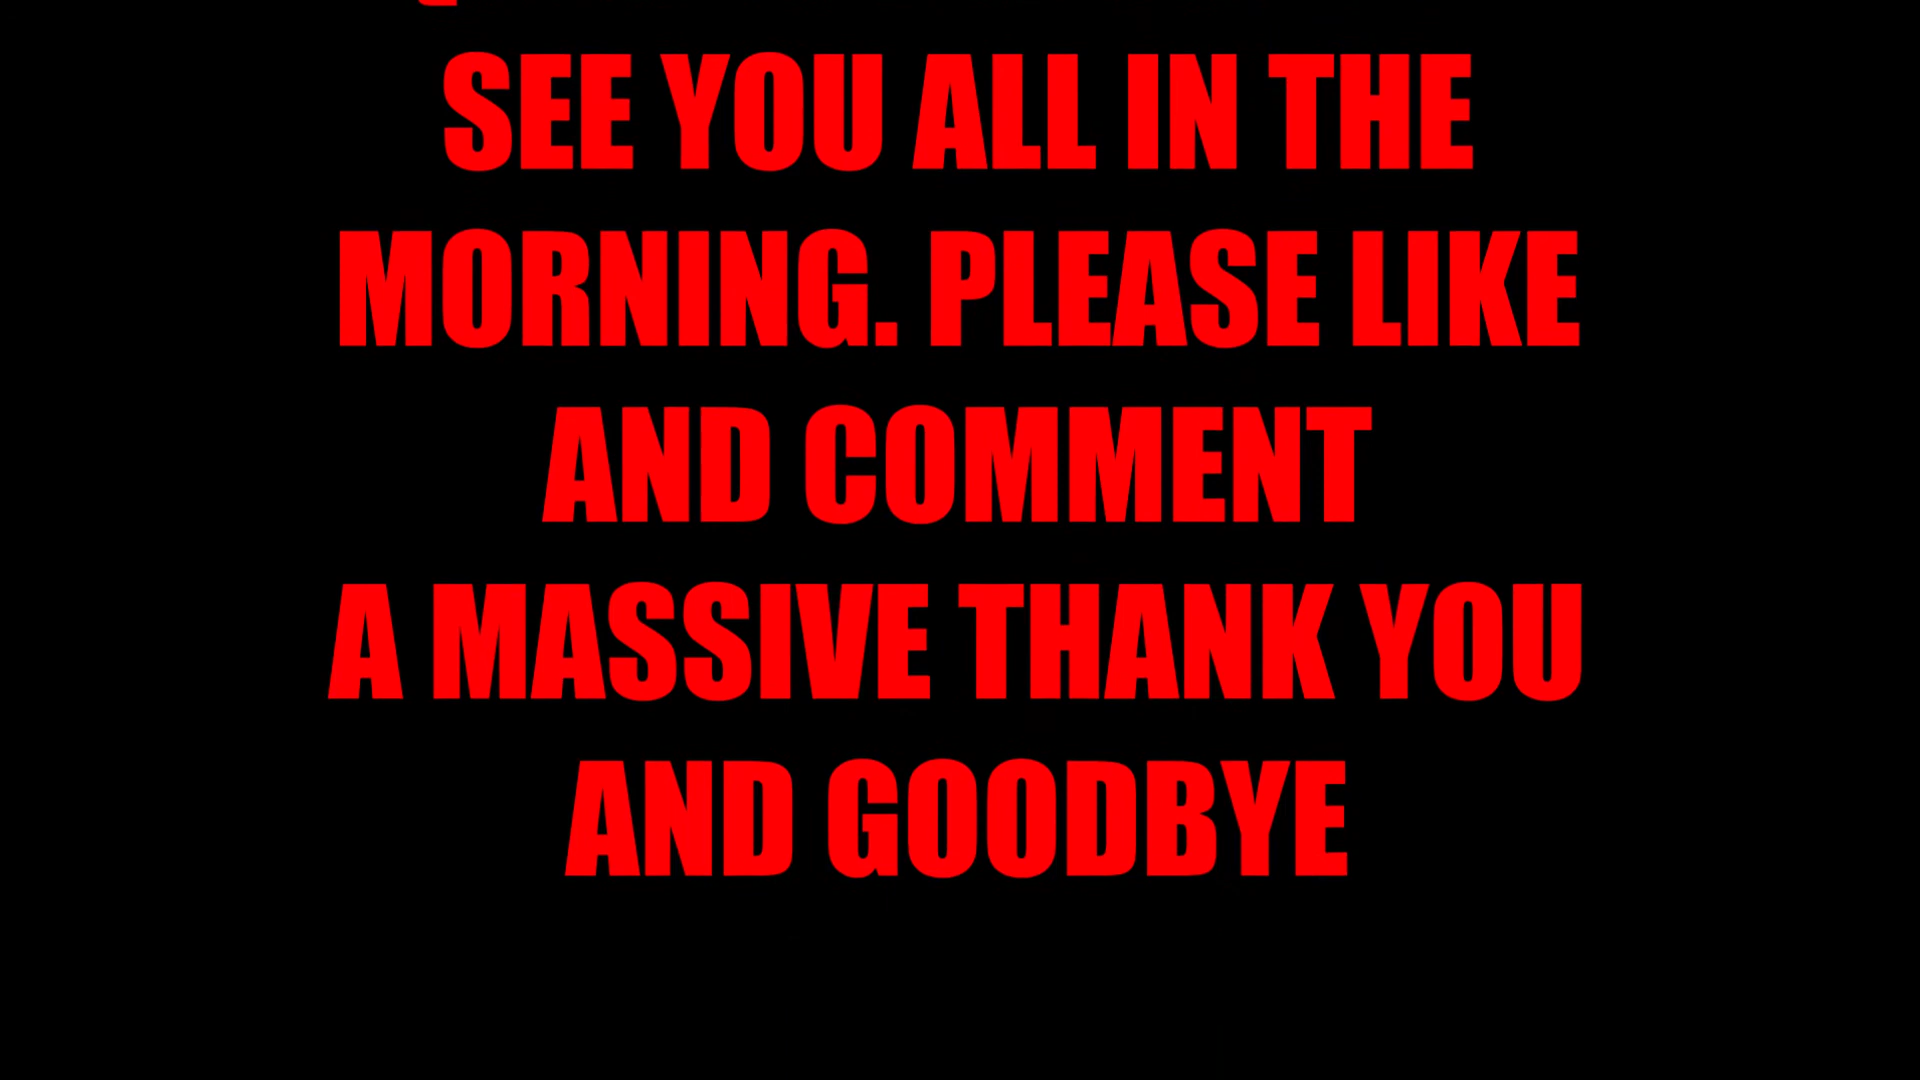 SEE YOU ALL IN THE
MORNING. PLEASE LIKE
AND COMMENT
A MASSIVE THANK YOU
AND GOODBYE